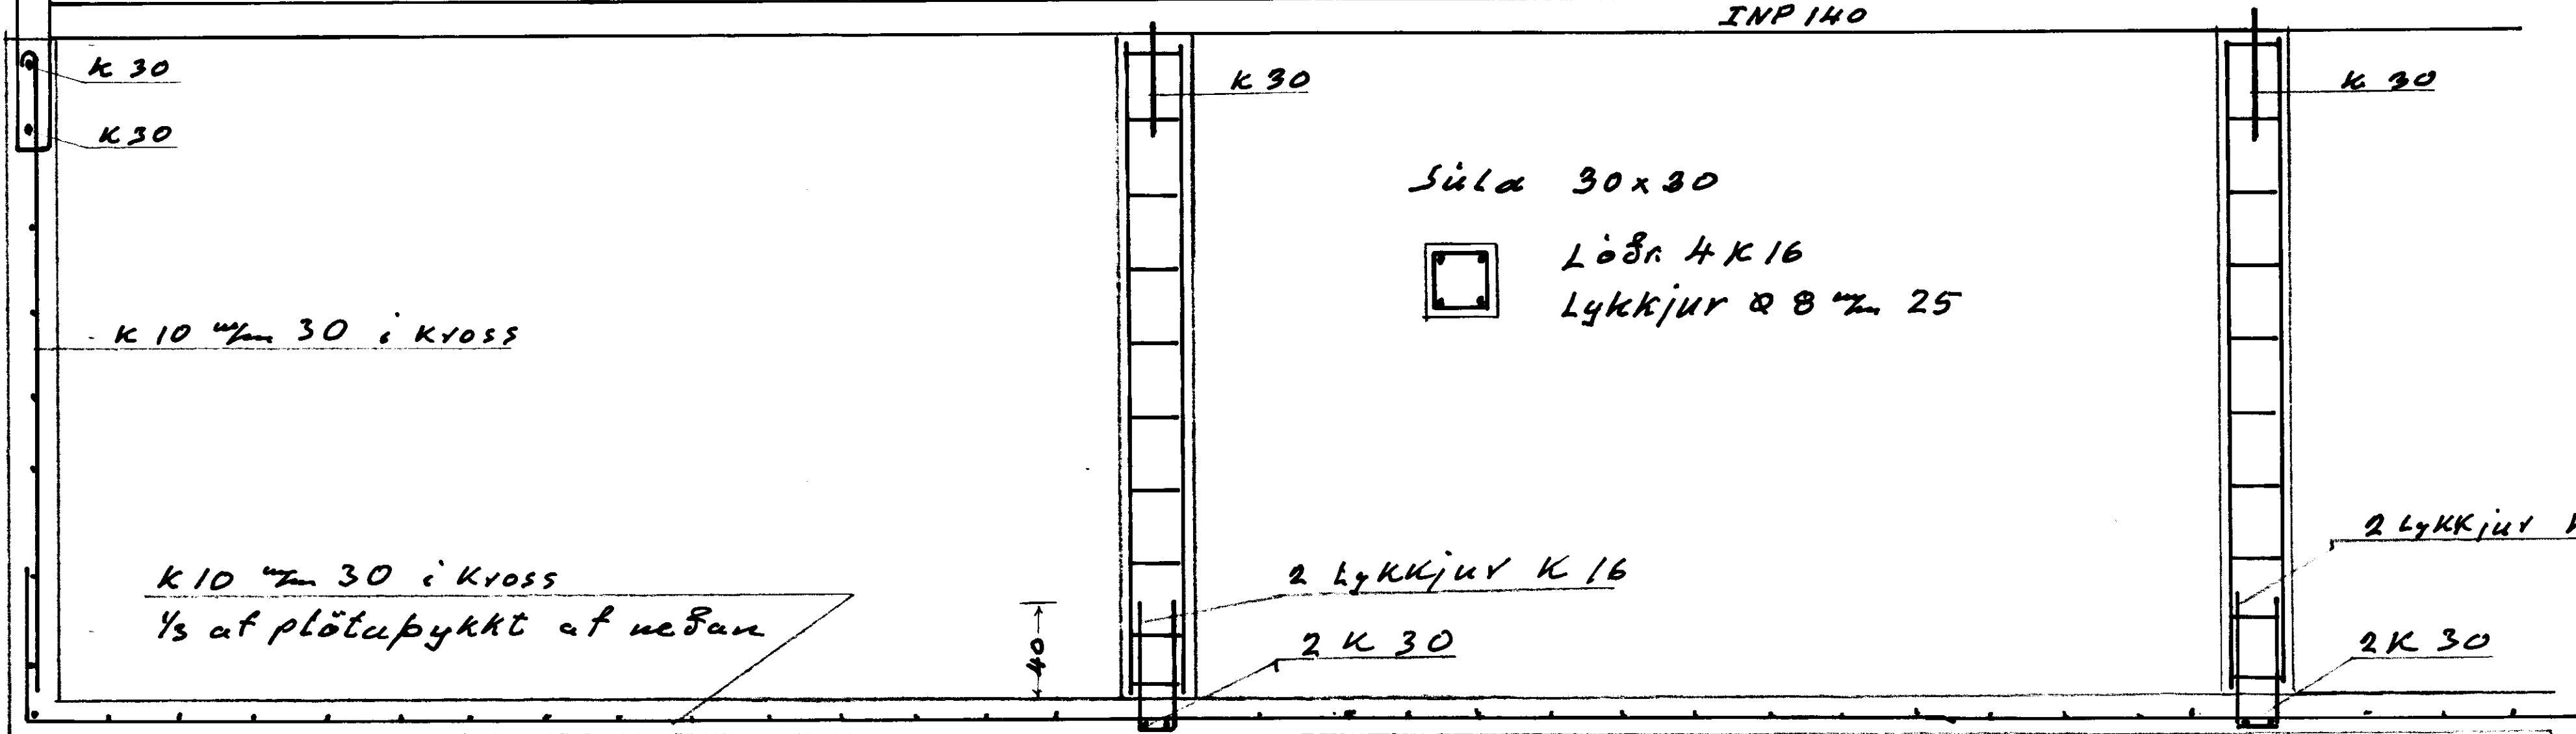 INP 140
K 30
K 30
K 30
K 30
Súla 30x30
Lóðr. 4 K 16
Lykkjur Ø 8 m/m 25
K 10 m/m 30 í kross
K 10 m/m 30 í kross
1/3 af plötuþykkt af neðan
40
2 Lykkjur K 16
2 K 30
2 Lykkjur
2 K 30